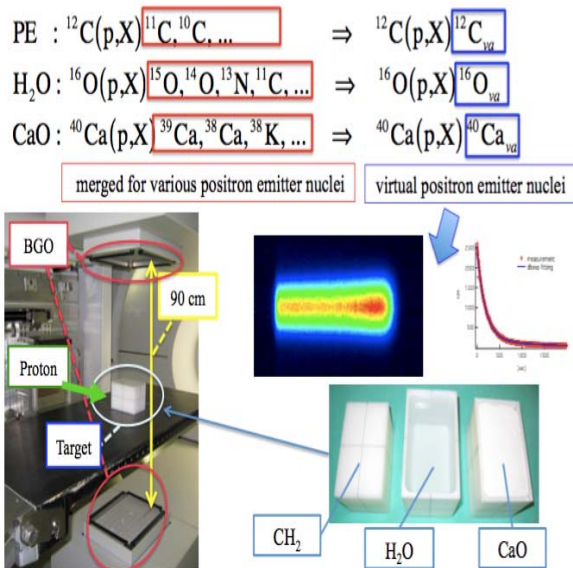 PE : ¹²C(p,X) ¹¹C, ¹⁰C, ... ⇒ ¹²C(p,X) ¹²C_va
H₂O : ¹⁶O(p,X) ¹⁵O, ¹⁴O, ¹³N, ¹¹C, ... ⇒ ¹⁶O(p,X) ¹⁶O_va
CaO : ⁴⁰Ca(p,X) ³⁹Ca, ³⁸Ca, ³⁸K, ... ⇒ ⁴⁰Ca(p,X) ⁴⁰Ca_va
merged for various positron emitter nuclei
virtual positron emitter nuclei
BGO
90 cm
Proton
Target
measurement
CH₂
H₂O
CaO